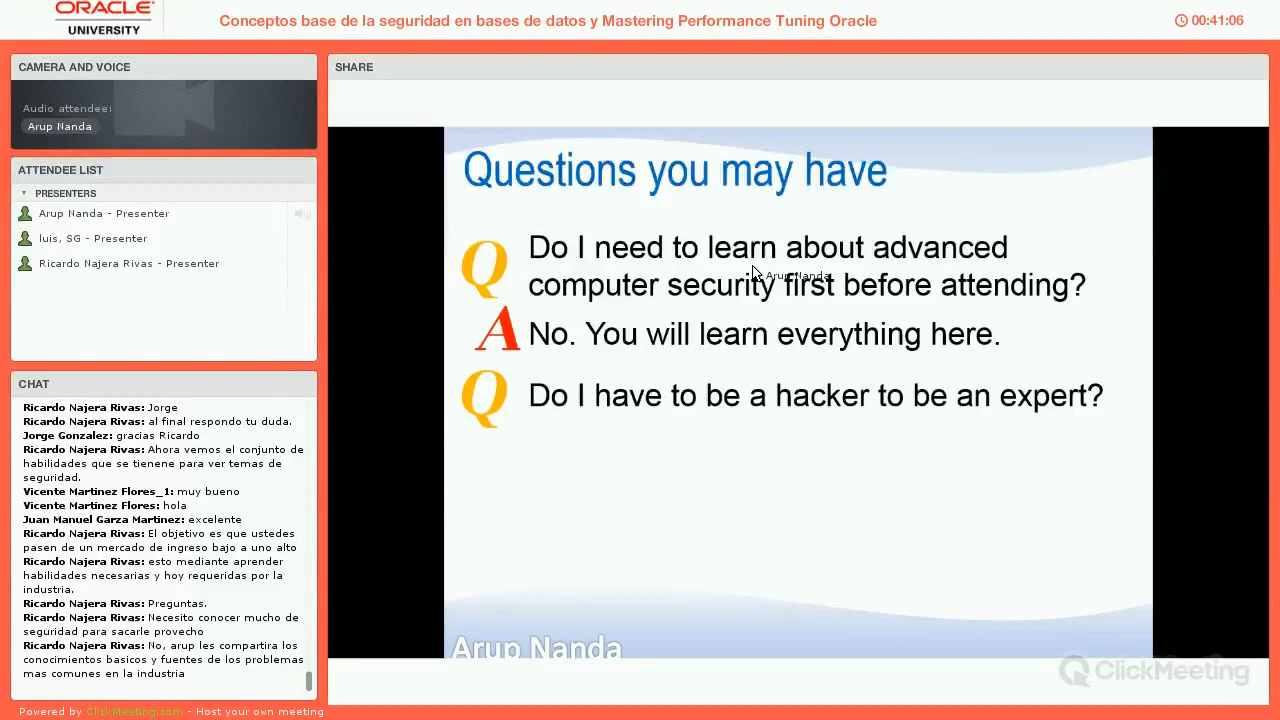 ORACLE
UNIVERSITY
Conceptos base de la seguridad en bases de datos y Mastering Performance Tuning Oracle
00:41:06
CAMERA AND VOICE
Audio attendee:
Arup Nanda
ATTENDEE LIST
PRESENTERS
Arup Nanda - Presenter
luis, SG - Presenter
Ricardo Najera Rivas - Presenter
CHAT
Ricardo Najera Rivas: Jorge
Ricardo Najera Rivas: al final respondo tu duda.
Jorge Gonzalez: gracias Ricardo
Ricardo Najera Rivas: Ahora vemos el conjunto de
habilidades que se tienene para ver temas de
seguridad.
Vicente Martinez Flores_1: muy bueno
Vicente Martinez Flores: hola
Juan Manuel Garza Martinez: excelente
Ricardo Najera Rivas: El objetivo es que ustedes
pasen de un mercado de ingreso bajo a uno alto
Ricardo Najera Rivas: esto mediante aprender
habilidades necesarias y hoy requeridas por la
industria.
Ricardo Najera Rivas: Preguntas.
Ricardo Najera Rivas: Necesito conocer mucho de
seguridad para sacarle provecho
Ricardo Najera Rivas: No, arup les compartira los
conocimientos basicos y fuentes de los problemas
mas comunes en la industria
SHARE
Questions you may have
Q Do I need to learn about advanced
Arup Nanda
computer security first before attending?
A No. You will learn everything here.
Q Do I have to be a hacker to be an expert?
Arup Nanda
ClickMeeting
Powered by ClickMeeting.com - Host your own meeting